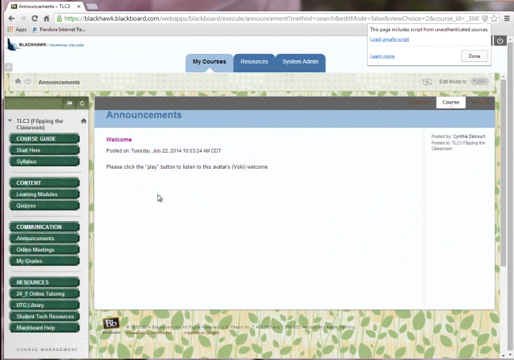 Announcements – TLC3
https://blackhawk.blackboard.com/webapps/blackboard/execute/announcement?method=search&editMode=false&viewChoice=2&course_id=_366
Apps
Pandora Internet Ra...
This page includes script from unauthenticated sources.
Load unsafe script
Learn more
Done
BLACKHAWK TECHNICAL COLLEGE
My Courses
Resources
System Admin
Announcements
Edit Mode is:
Course
TLC3 (Flipping the Classroom)
COURSE GUIDE
Start Here
Syllabus
CONTENT
Learning Modules
Quizzes
COMMUNICATION
Announcements
Online Meetings
My Grades
RESOURCES
24_7 Online Tutoring
BTC Library
Student Tech Resources
Blackboard Help
COURSE MANAGEMENT
Announcements
Welcome
Posted on: Tuesday, July 22, 2014 10:03:24 AM CDT
Please click the "play" button to listen to this avatar's (Voki) welcome.
Posted by: Cynthia Delcourt
Posted to: TLC3 Flipping the
Classroom
Bb